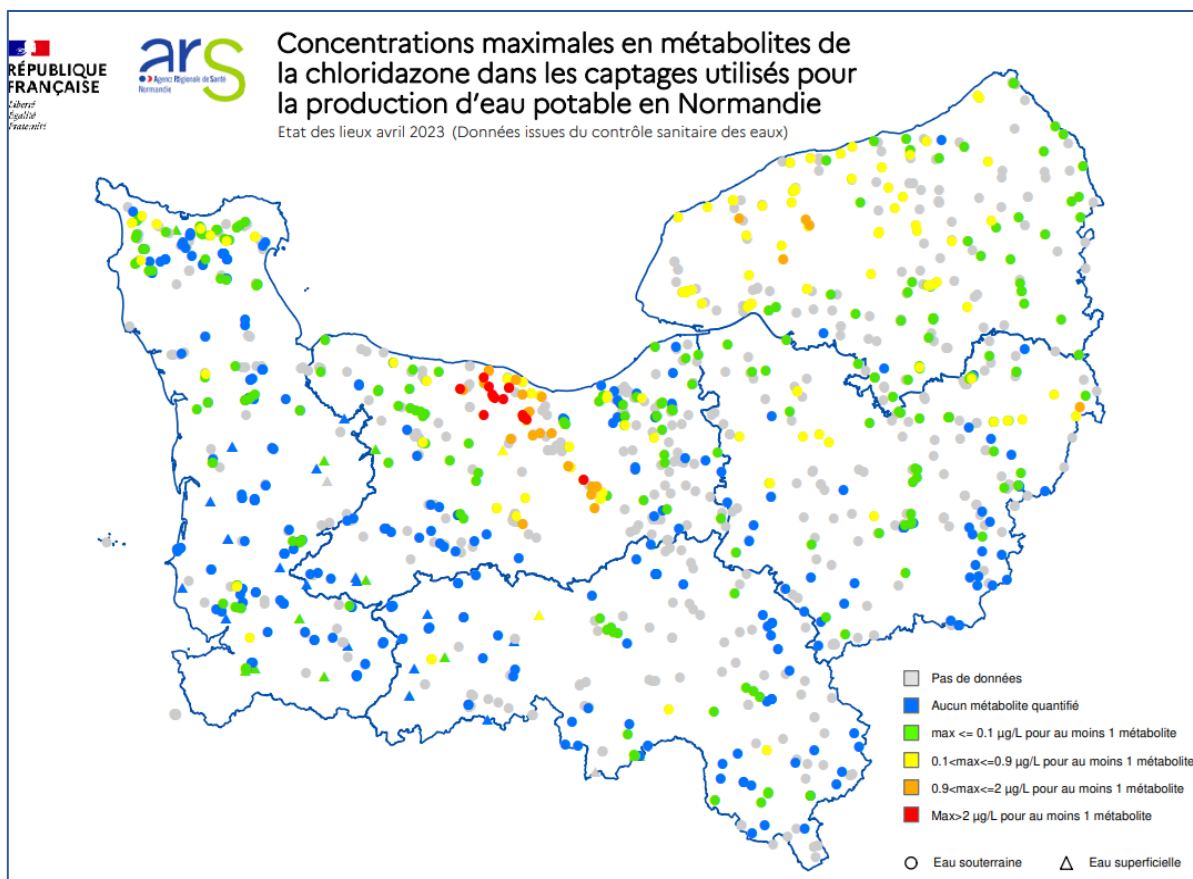 RÉPUBLIQUE
FRANÇAISE
Liberté
Égalité
Fraternité
ars
Agence Régionale de Santé
Normandie
Concentrations maximales en métabolites de
la chloridazone dans les captages utilisés pour
la production d'eau potable en Normandie
Etat des lieux avril 2023 (Données issues du contrôle sanitaire des eaux)
Pas de données
Aucun métabolite quantifié
max <= 0.1 µg/L pour au moins 1 métabolite
0.1<max<=0.9 µg/L pour au moins 1 métabolite
0.9<max<=2 µg/L pour au moins 1 métabolite
Max>2 µg/L pour au moins 1 métabolite
Eau souterraine
Eau superficielle